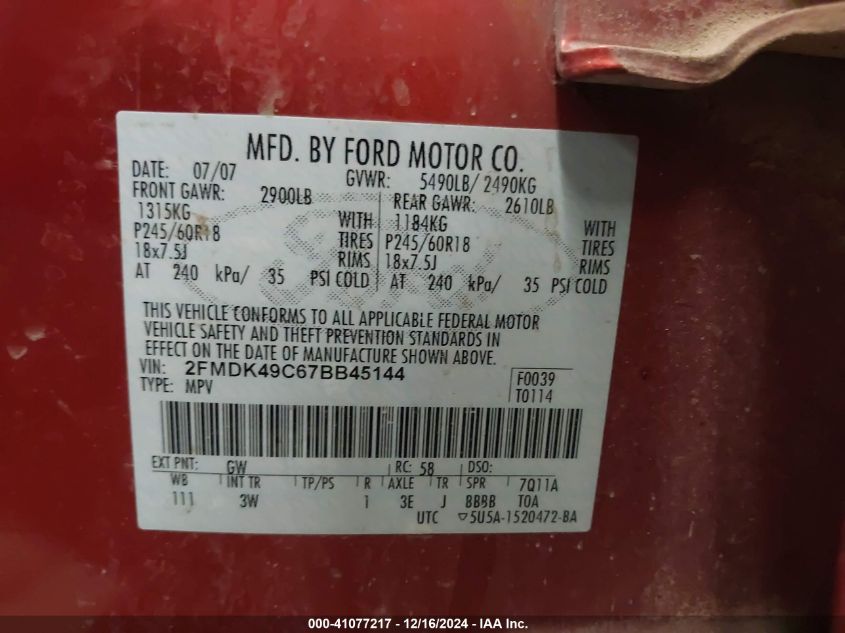 MFD. BY FORD MOTOR CO.
DATE: 07/07 GVWR: 5490LB/ 2490KG
FRONT GAWR: 2900LB REAR GAWR: 2610LB
1315KG WITH 1184KG WITH
P245/60R18 TIRES P245/60R18 TIRES
18x7.5J RIMS 18x7.5J RIMS
AT 240 kPa/ 35 PSI COLD AT 240 kPa/ 35 PSI COLD
THIS VEHICLE CONFORMS TO ALL APPLICABLE FEDERAL MOTOR
VEHICLE SAFETY AND THEFT PREVENTION STANDARDS IN
EFFECT ON THE DATE OF MANUFACTURE SHOWN ABOVE.
VIN: 2FMDK49C67BB45144 F0039
TYPE: MPV T0114
EXT PNT: GW RC: 58 DSO:
WB INT TR TP/PS R AXLE TR SPR 7Q11A
111 3W 1 3E J BBBB TOA
UTC ▽5U5A-1520472-BA
000-41077217 - 12/16/2024 - IAA Inc.